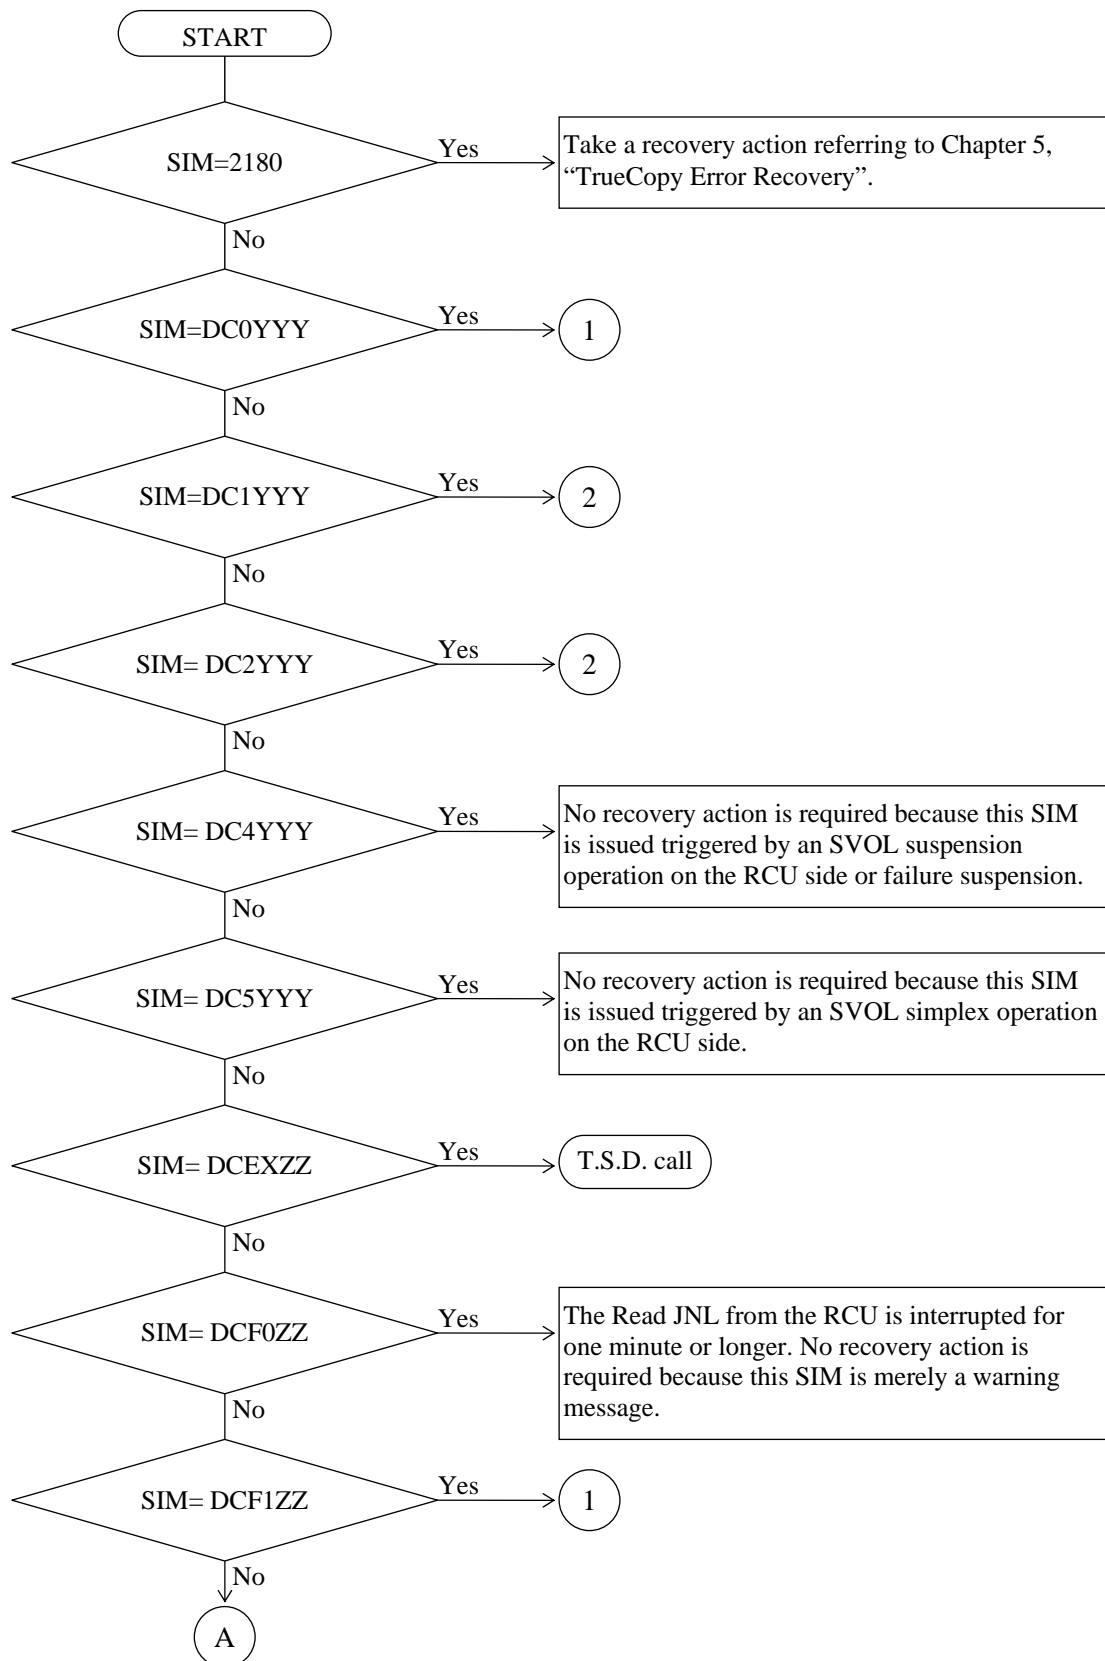 START
SIM=2180
Yes
Take a recovery action referring to Chapter 5,
“TrueCopy Error Recovery”.
No
SIM=DC0YYY
Yes
1
No
SIM=DC1YYY
Yes
2
No
SIM= DC2YYY
Yes
2
No
SIM= DC4YYY
Yes
No recovery action is required because this SIM
is issued triggered by an SVOL suspension
operation on the RCU side or failure suspension.
No
SIM= DC5YYY
Yes
No recovery action is required because this SIM
is issued triggered by an SVOL simplex operation
on the RCU side.
No
SIM= DCEXZZ
Yes
T.S.D. call
No
SIM= DCF0ZZ
Yes
The Read JNL from the RCU is interrupted for
one minute or longer. No recovery action is
required because this SIM is merely a warning
message.
No
SIM= DCF1ZZ
Yes
1
No
A